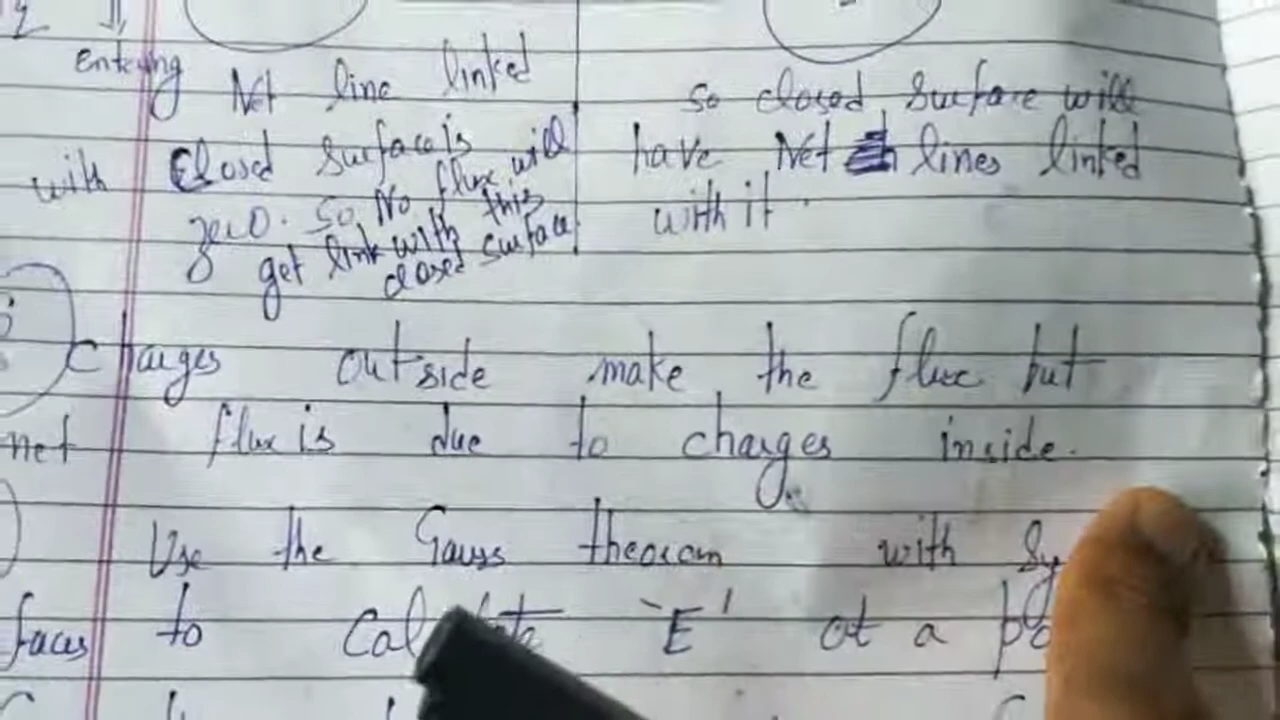 Entering
Net line linked
with closed surface is
zero. So, No flux will
get link with this
closed surface
so closed surface will
have Net lines linked
with it.
charges outside make the flux but
net flux is due to charges inside.
Use the Gauss theorem with
faces to 'E' at a